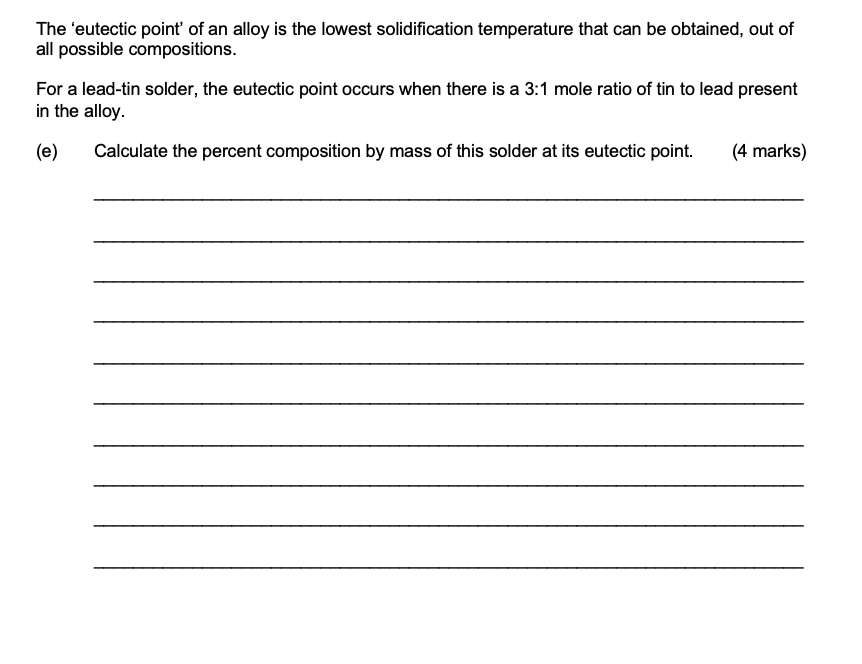 The ‘eutectic point’ of an alloy is the lowest solidification temperature that can be obtained, out of
all possible compositions.
For a lead-tin solder, the eutectic point occurs when there is a 3:1 mole ratio of tin to lead present
in the alloy.
(e) Calculate the percent composition by mass of this solder at its eutectic point. (4 marks)